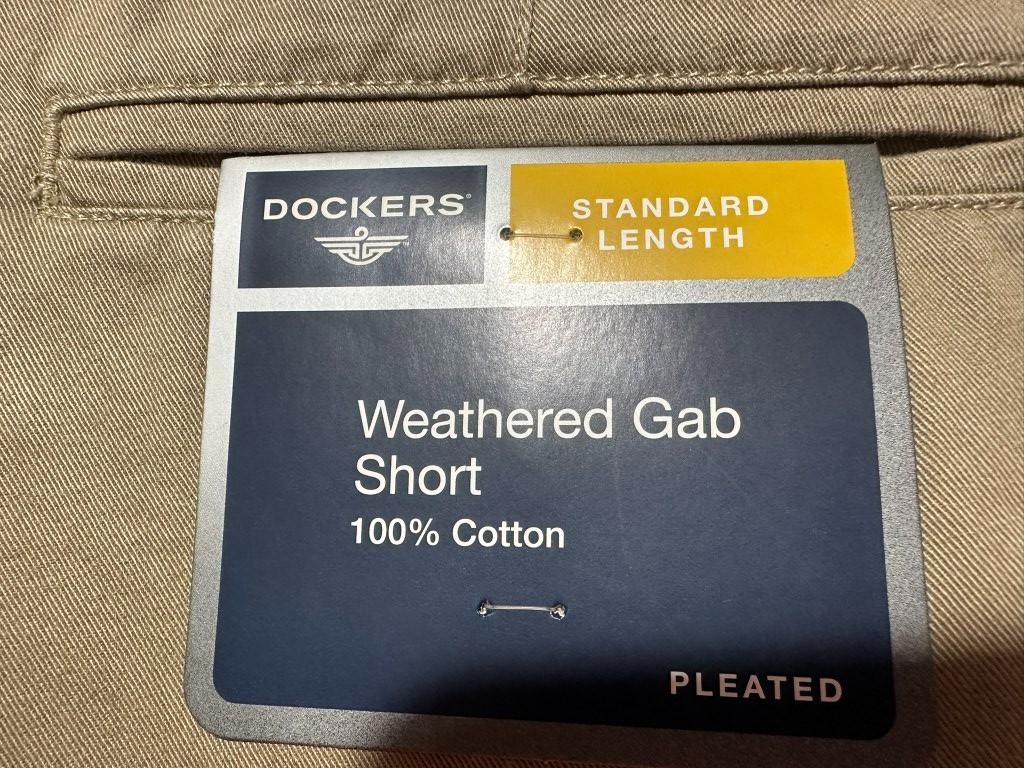 DOCKERS®
STANDARD
LENGTH
Weathered Gab
Short
100% Cotton
PLEATED